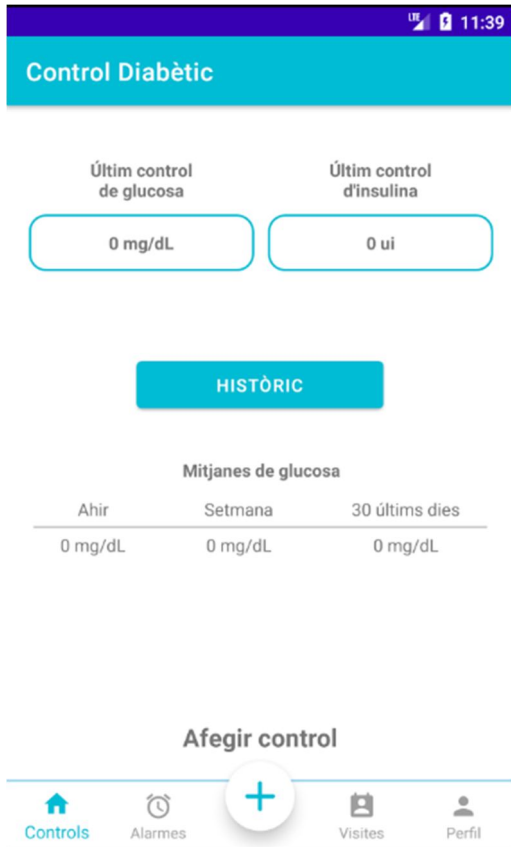 LTE 11:39
Control Diabètic
Últim control
de glucosa
Últim control
d'insulina
0 mg/dL
0 ui
HISTÒRIC
Mitjanes de glucosa
Ahir Setmana 30 últims dies
0 mg/dL 0 mg/dL 0 mg/dL
Afegir control
Controls Alarmes Visites Perfil